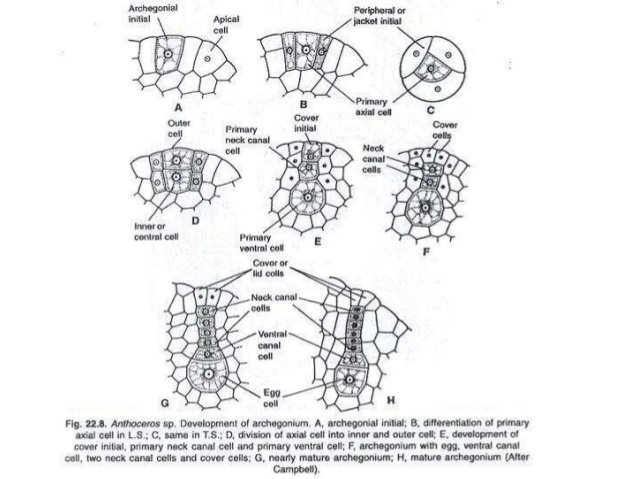 Archegonial
initial
Apical
cell
A
Peripheral or
jacket initial
B
Primary
axial cell
C
Outer
cell
Inner or
central cell
D
Primary
neck canal
cell
Cover
initial
Primary
ventral cell
E
Neck
canal
cells
Cover
cells
F
Cover or
lid cells
Neck canal
cells
Ventral
canal
cell
Egg
cell
G
H
Fig. 22.8. Anthoceros sp. Development of archegonium. A, archegonial initial; B, differentiation of primary
axial cell in L.S.; C, same in T.S.; D, division of axial cell into inner and outer cell; E, development of
cover initial, primary neck canal cell and primary ventral cell; F, archegonium with egg, ventral canal
cell, two neck canal cells and cover cells; G, nearly mature archegonium; H, mature archegonium (After
Campbell).